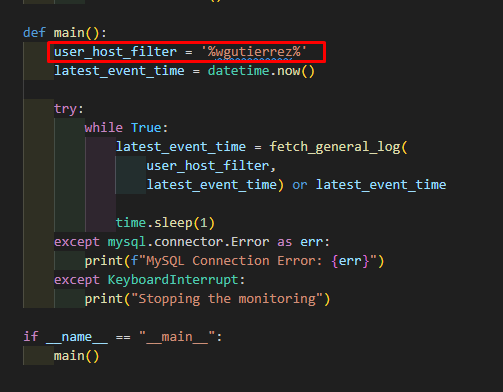 def main():
user_host_filter = '%wgutierrez%'
latest_event_time = datetime.now()
try:
while True:
latest_event_time = fetch_general_log(
user_host_filter,
latest_event_time) or latest_event_time
time.sleep(1)
except mysql.connector.Error as err:
print(f"MySQL Connection Error: {err}")
except KeyboardInterrupt:
print("Stopping the monitoring")
if __name__ == "__main__":
main()